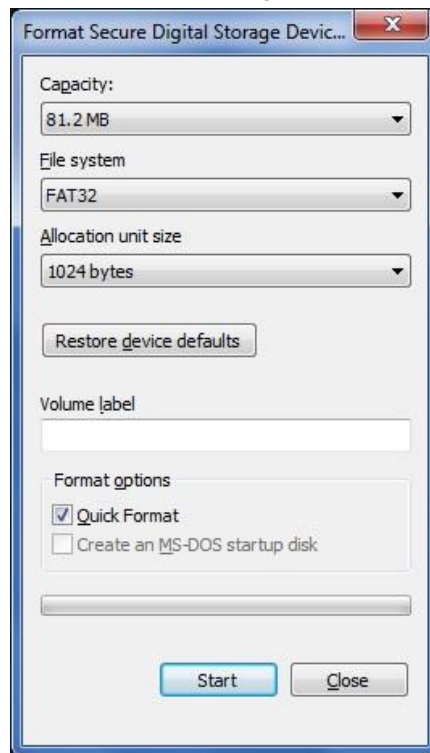 Format Secure Digital Storage Devic...
Capacity:
81.2 MB
File system
FAT32
Allocation unit size
1024 bytes
Restore device defaults
Volume label
Format options
Quick Format
Create an MS-DOS startup disk
Start Close